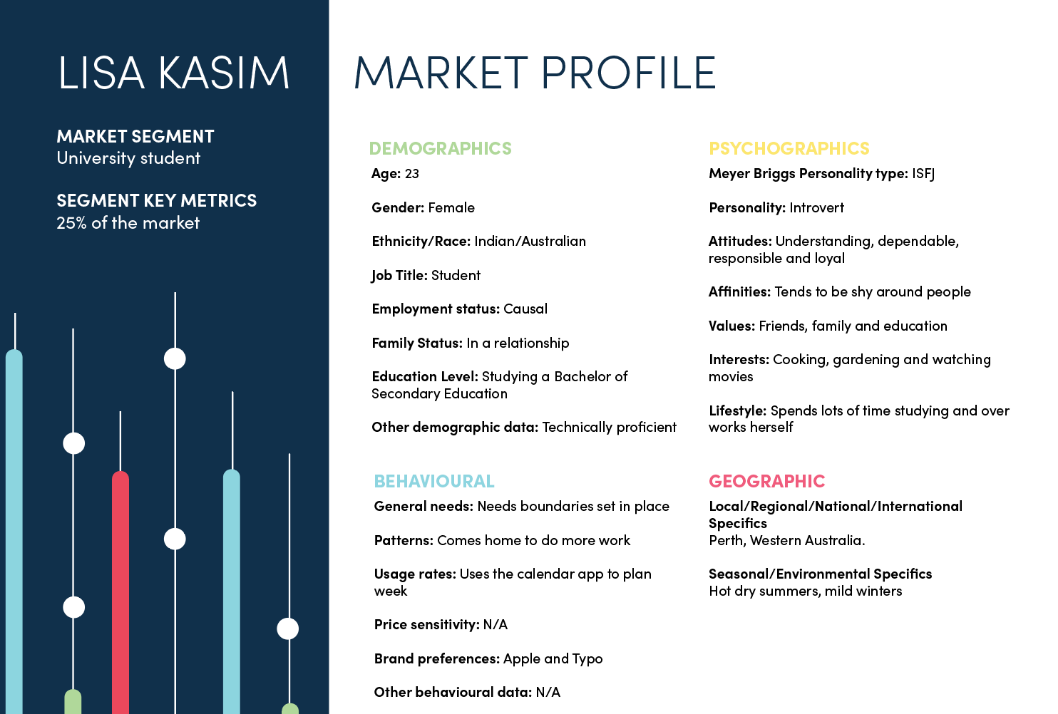 LISA KASIM
MARKET SEGMENT
University student
SEGMENT KEY METRICS
25% of the market
MARKET PROFILE
DEMOGRAPHICS
Age: 23
Gender: Female
Ethnicity/Race: Indian/Australian
Job Title: Student
Employment status: Causal
Family Status: In a relationship
Education Level: Studying a Bachelor of
Secondary Education
Other demographic data: Technically proficient
PSYCHOGRAPHICS
Meyer Briggs Personality type: ISFJ
Personality: Introvert
Attitudes: Understanding, dependable,
responsible and loyal
Affinities: Tends to be shy around people
Values: Friends, family and education
Interests: Cooking, gardening and watching
movies
Lifestyle: Spends lots of time studying and over
works herself
BEHAVIOURAL
General needs: Needs boundaries set in place
Patterns: Comes home to do more work
Usage rates: Uses the calendar app to plan
week
Price sensitivity: N/A
Brand preferences: Apple and Typo
Other behavioural data: N/A
GEOGRAPHIC
Local/Regional/National/International
Specifics
Perth, Western Australia.
Seasonal/Environmental Specifics
Hot dry summers, mild winters